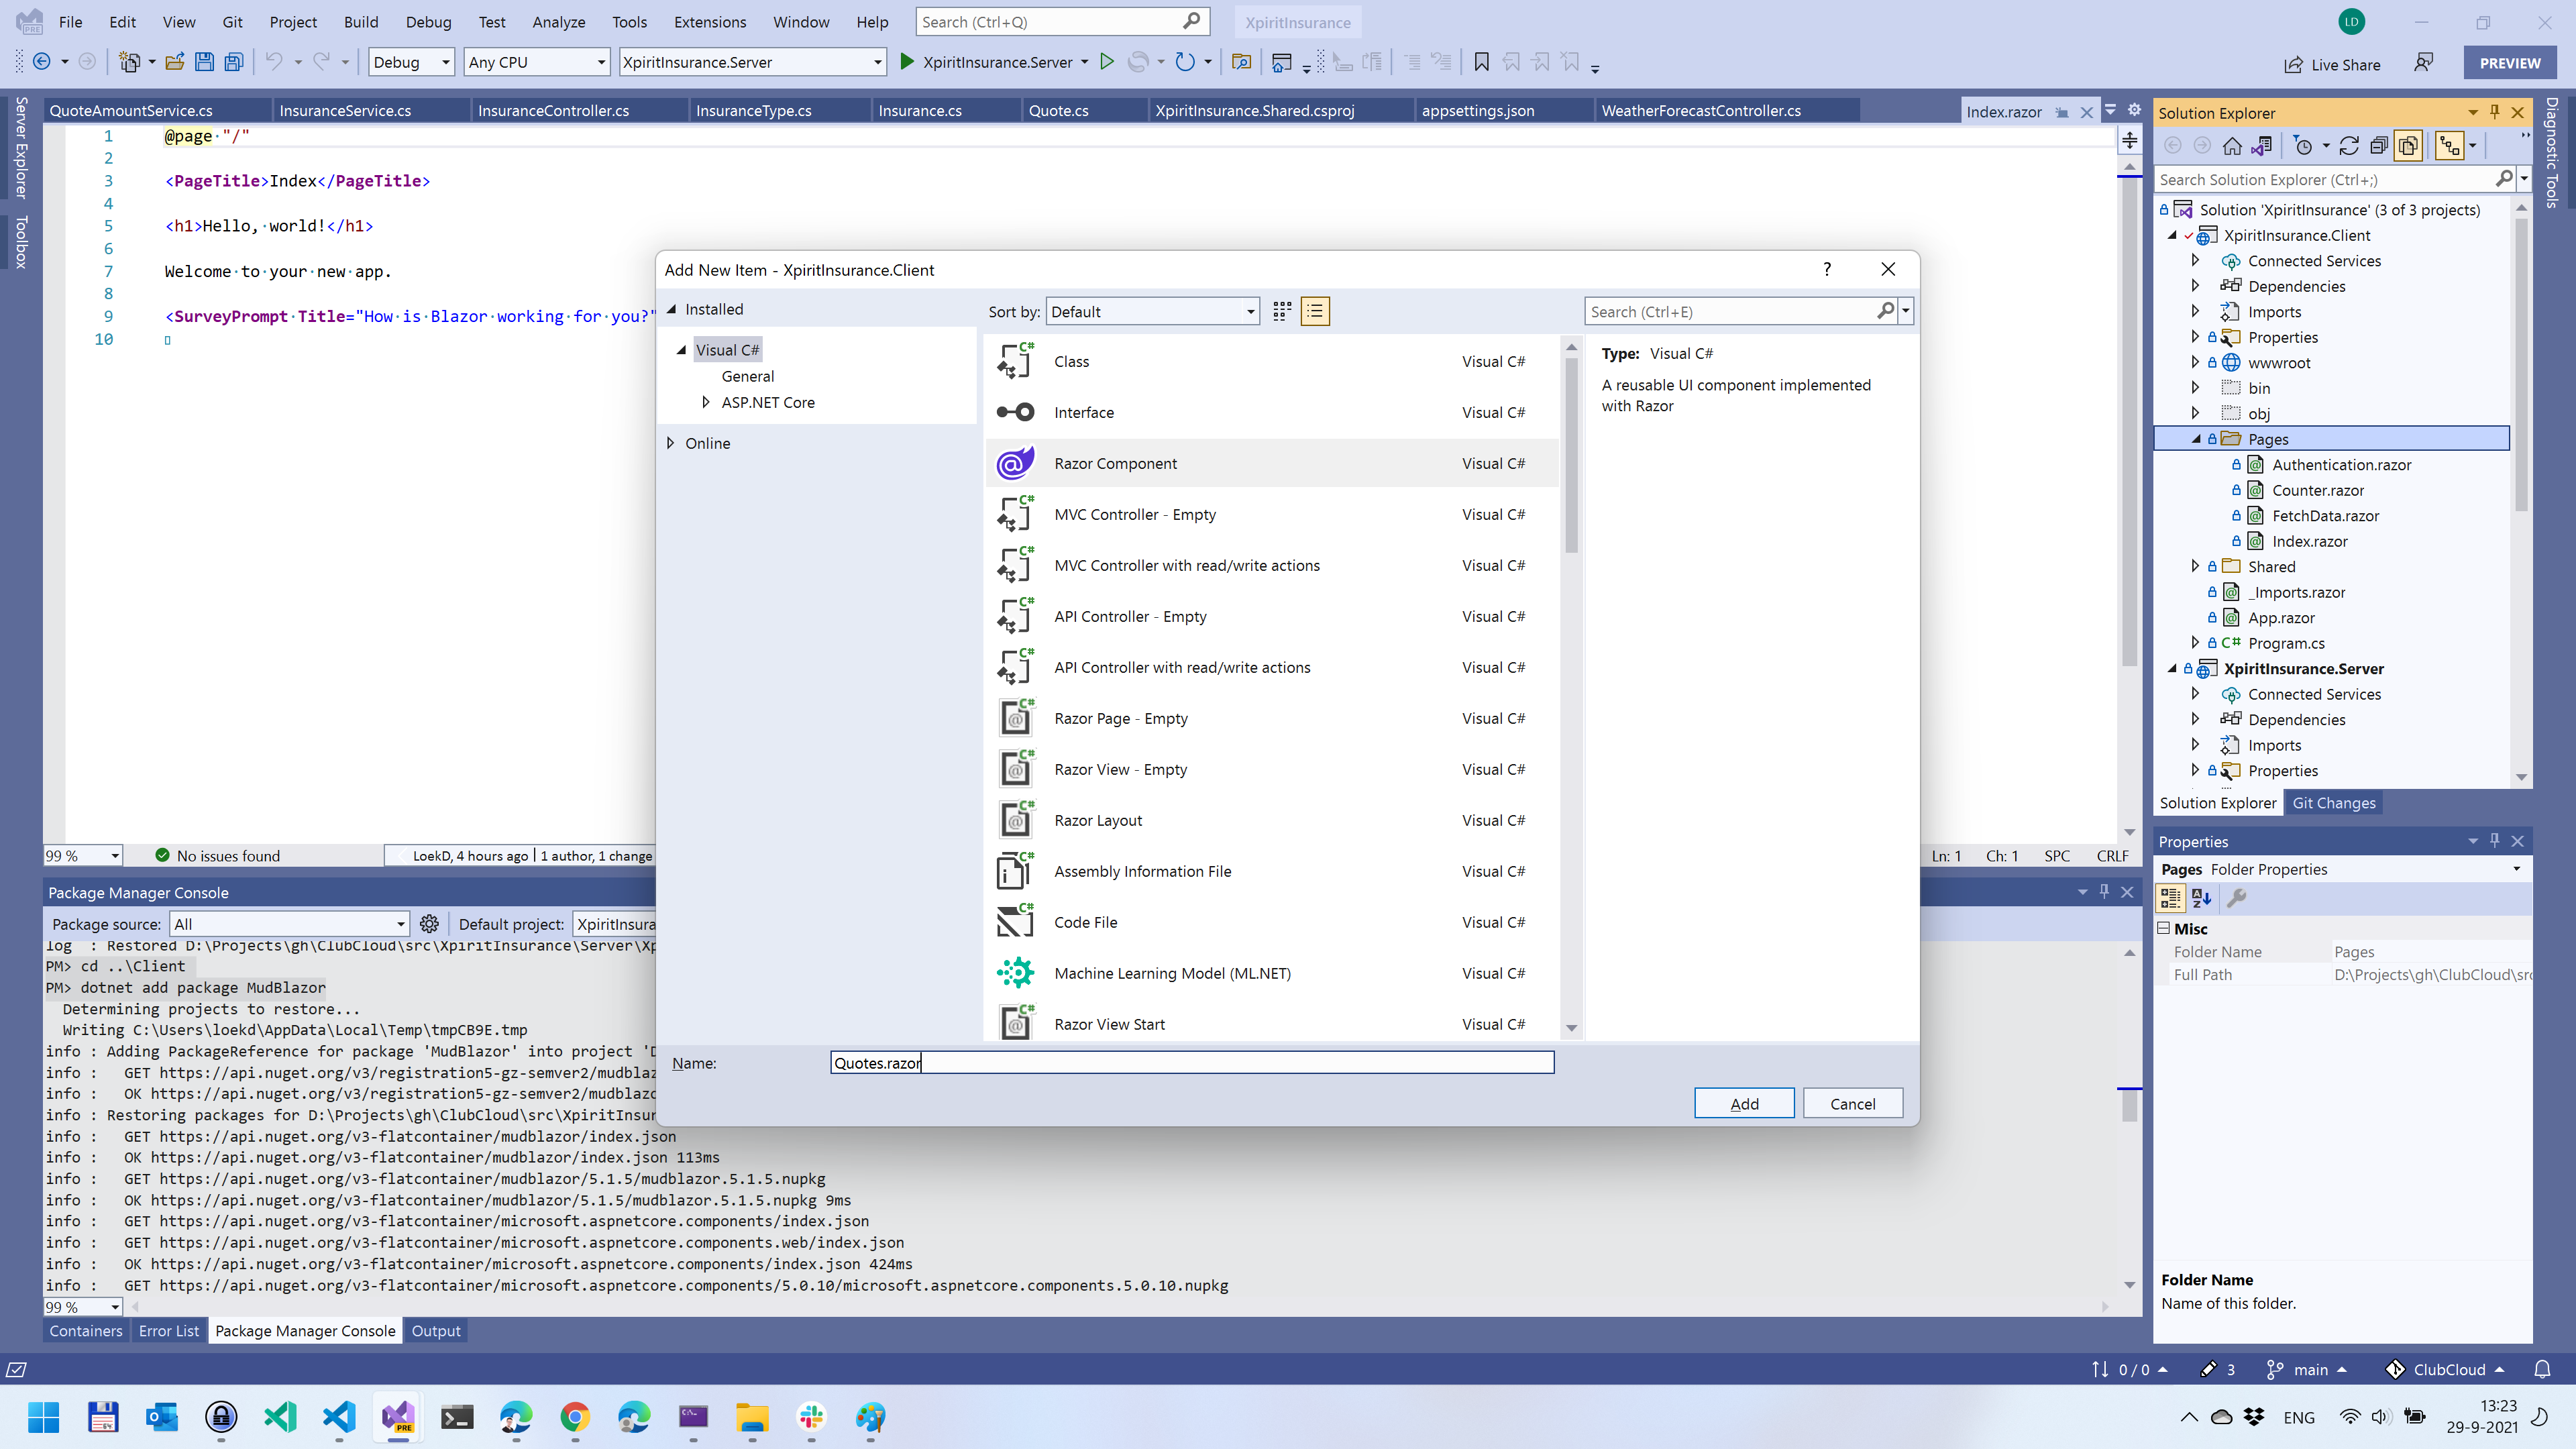 File Edit View Git Project Build Debug Test Analyze Tools Extensions Window Help Search (Ctrl+Q) XpiritInsurance LD
Debug Any CPU XpiritInsurance.Server XpiritInsurance.Server Live Share PREVIEW
Server Explorer
Toolbox
QuoteAmountService.cs InsuranceService.cs InsuranceController.cs InsuranceType.cs Insurance.cs Quote.cs XpiritInsurance.Shared.csproj appsettings.json WeatherForecastController.cs Index.razor
1 @page·"/"
2
3 <PageTitle>Index</PageTitle>
4
5 <h1>Hello,·world!</h1>
6
7 Welcome·to·your·new·app.
8
9 <SurveyPrompt·Title="How·is·Blazor·working·for·you?"
10
99 % No issues found LoekD, 4 hours ago | 1 author, 1 change Ln: 1 Ch: 1 SPC CRLF
Add New Item - XpiritInsurance.Client ?
Installed
Visual C#
General
ASP.NET Core
Online
Sort by: Default
Search (Ctrl+E)
Class Visual C#
Interface Visual C#
Razor Component Visual C#
MVC Controller - Empty Visual C#
MVC Controller with read/write actions Visual C#
API Controller - Empty Visual C#
API Controller with read/write actions Visual C#
Razor Page - Empty Visual C#
Razor View - Empty Visual C#
Razor Layout Visual C#
Assembly Information File Visual C#
Code File Visual C#
Machine Learning Model (ML.NET) Visual C#
Razor View Start Visual C#
Type: Visual C#
A reusable UI component implemented
with Razor
Name: Quotes.razor
Add Cancel
Package Manager Console
Package source: All Default project: XpiritInsura
log : Restored D:\Projects\gh\ClubCloud\src\XpiritInsurance\Server\Xp
PM> cd ..\Client
PM> dotnet add package MudBlazor
Determining projects to restore...
Writing C:\Users\loekd\AppData\Local\Temp\tmpCB9E.tmp
info : Adding PackageReference for package 'MudBlazor' into project 'D
info : GET https://api.nuget.org/v3/registration5-gz-semver2/mudblazo
info : OK https://api.nuget.org/v3/registration5-gz-semver2/mudblazo
info : Restoring packages for D:\Projects\gh\ClubCloud\src\XpiritInsur
info : GET https://api.nuget.org/v3-flatcontainer/mudblazor/index.json
info : OK https://api.nuget.org/v3-flatcontainer/mudblazor/index.json 113ms
info : GET https://api.nuget.org/v3-flatcontainer/mudblazor/5.1.5/mudblazor.5.1.5.nupkg
info : OK https://api.nuget.org/v3-flatcontainer/mudblazor/5.1.5/mudblazor.5.1.5.nupkg 9ms
info : GET https://api.nuget.org/v3-flatcontainer/microsoft.aspnetcore.components/index.json
info : GET https://api.nuget.org/v3-flatcontainer/microsoft.aspnetcore.components.web/index.json
info : OK https://api.nuget.org/v3-flatcontainer/microsoft.aspnetcore.components/index.json 424ms
info : GET https://api.nuget.org/v3-flatcontainer/microsoft.aspnetcore.components/5.0.10/microsoft.aspnetcore.components.5.0.10.nupkg
99 %
Containers Error List Package Manager Console Output
Solution Explorer
Search Solution Explorer (Ctrl+;)
Solution 'XpiritInsurance' (3 of 3 projects)
XpiritInsurance.Client
Connected Services
Dependencies
Imports
Properties
wwwroot
bin
obj
Pages
Authentication.razor
Counter.razor
FetchData.razor
Index.razor
Shared
_Imports.razor
App.razor
C# Program.cs
XpiritInsurance.Server
Connected Services
Dependencies
Imports
Properties
Solution Explorer Git Changes
Properties
Pages Folder Properties
Misc
Folder Name Pages
Full Path D:\Projects\gh\ClubCloud\src
Folder Name
Name of this folder.
Diagnostic Tools
0 / 0 3 main ClubCloud
PRE
ENG 13:23
29-9-2021